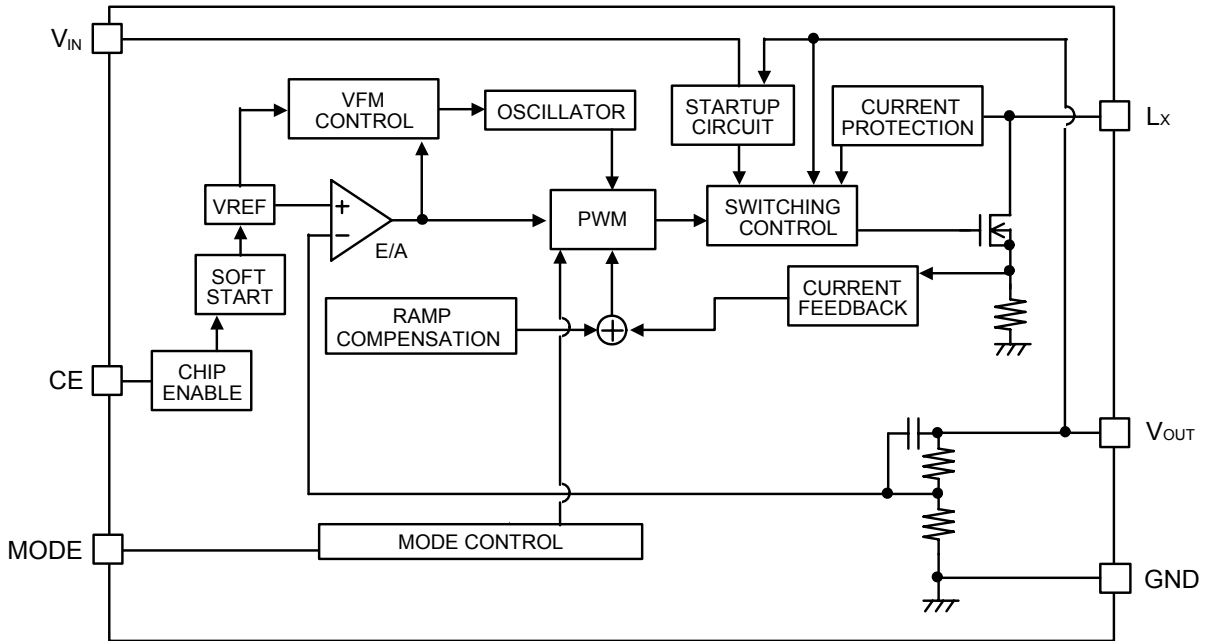 VIN
VFM
CONTROL
OSCILLATOR
STARTUP
CIRCUIT
CURRENT
PROTECTION
LX
VREF
+
−
E/A
PWM
SWITCHING
CONTROL
SOFT
START
RAMP
COMPENSATION
CURRENT
FEEDBACK
CE
CHIP
ENABLE
VOUT
MODE
MODE CONTROL
GND